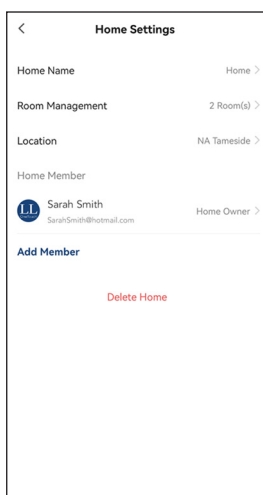 Home Settings
Home Name Home
Room Management 2 Room(s)
Location NA Tameside
Home Member
LL
Sarah Smith
SarahSmith@hotmail.com
Home Owner
Add Member
Delete Home